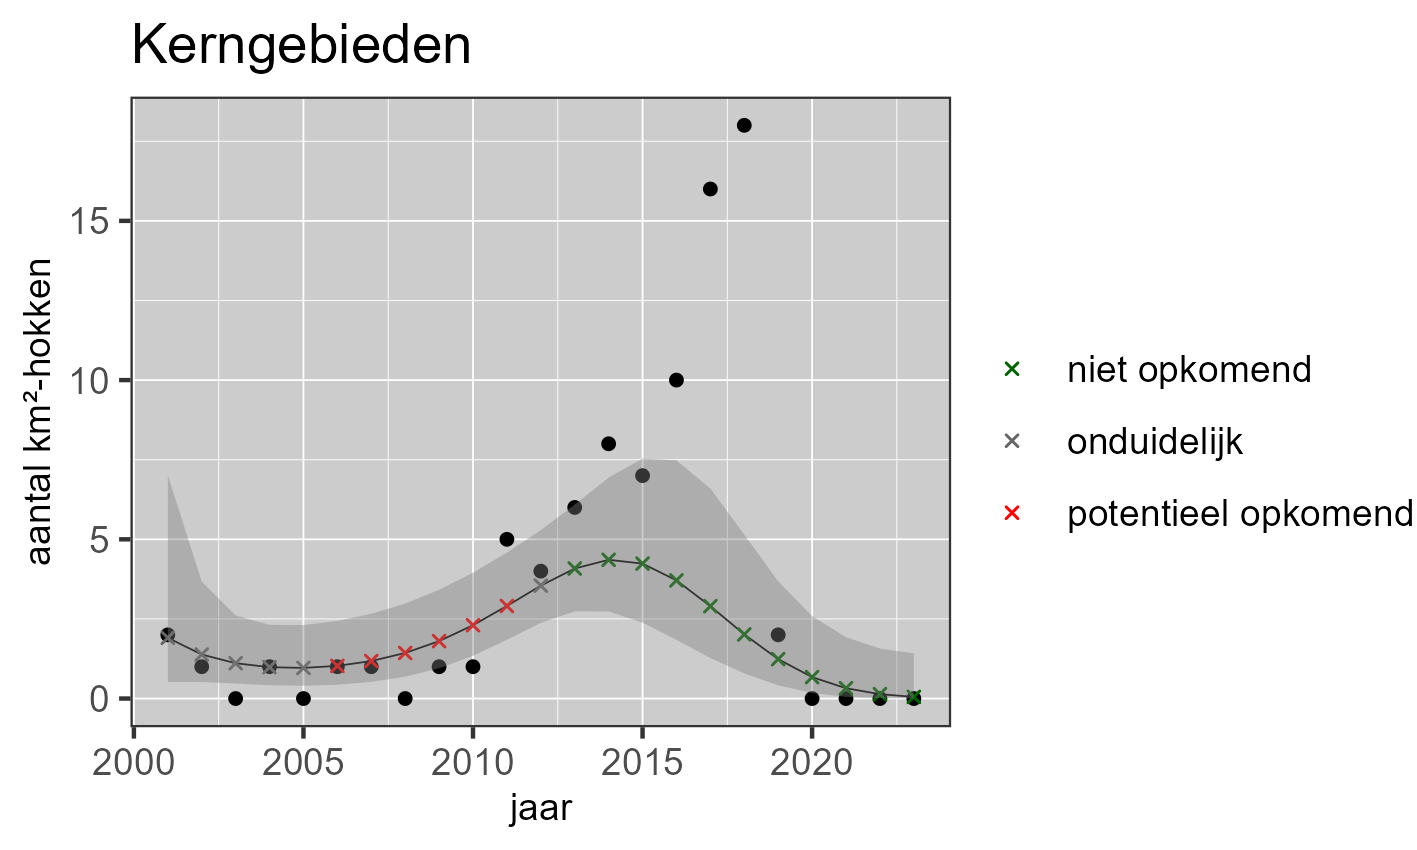 Kerngebieden
15
10
5
0
aantal km²-hokken
2000 2005 2010 2015 2020
jaar
niet opkomend
onduidelijk
potentieel opkomend